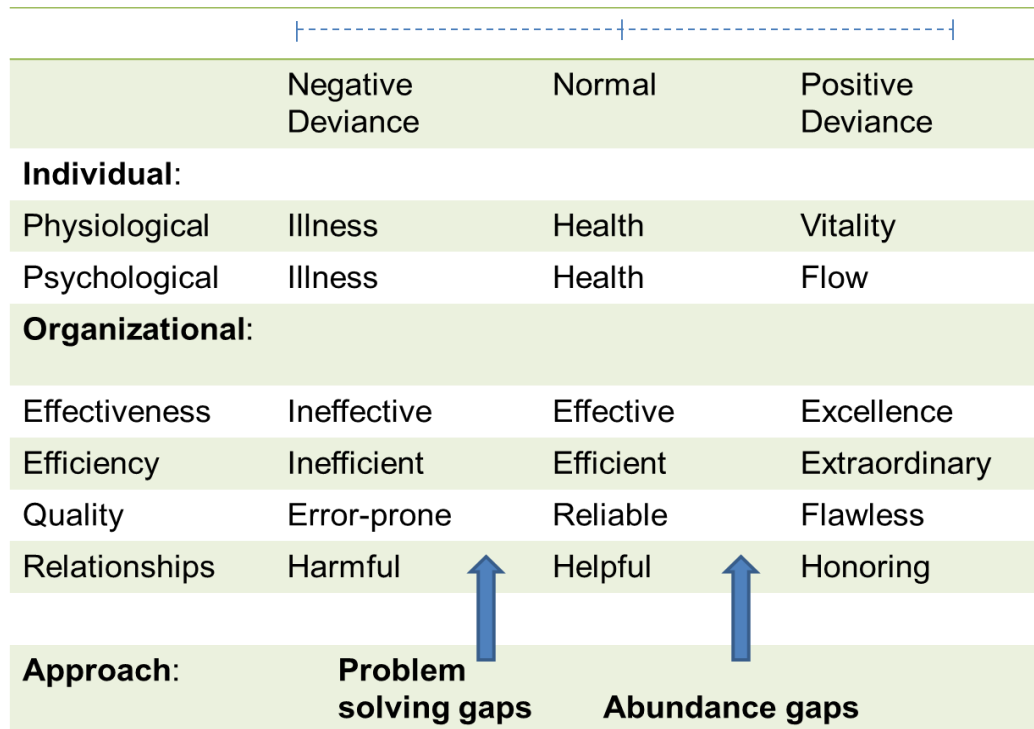 Negative Deviance Normal Positive Deviance
Individual:
Physiological Illness Health Vitality
Psychological Illness Health Flow
Organizational:
Effectiveness Ineffective Effective Excellence
Efficiency Inefficient Efficient Extraordinary
Quality Error-prone Reliable Flawless
Relationships Harmful Helpful Honoring
Approach: Problem solving gaps Abundance gaps